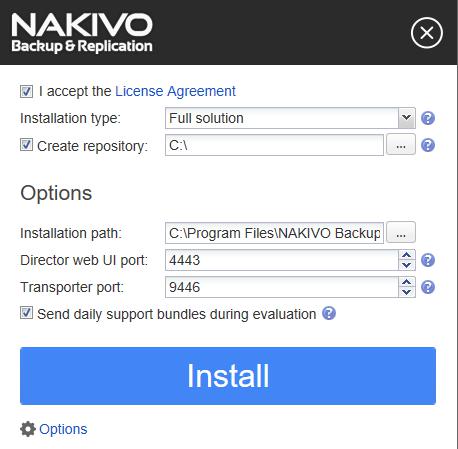 NAKIVO
Backup & Replication
I accept the License Agreement
Installation type: Full solution
Create repository: C:\ ...
Options
Installation path: C:\Program Files\NAKIVO Backup ...
Director web UI port: 4443
Transporter port: 9446
Send daily support bundles during evaluation
Install
Options